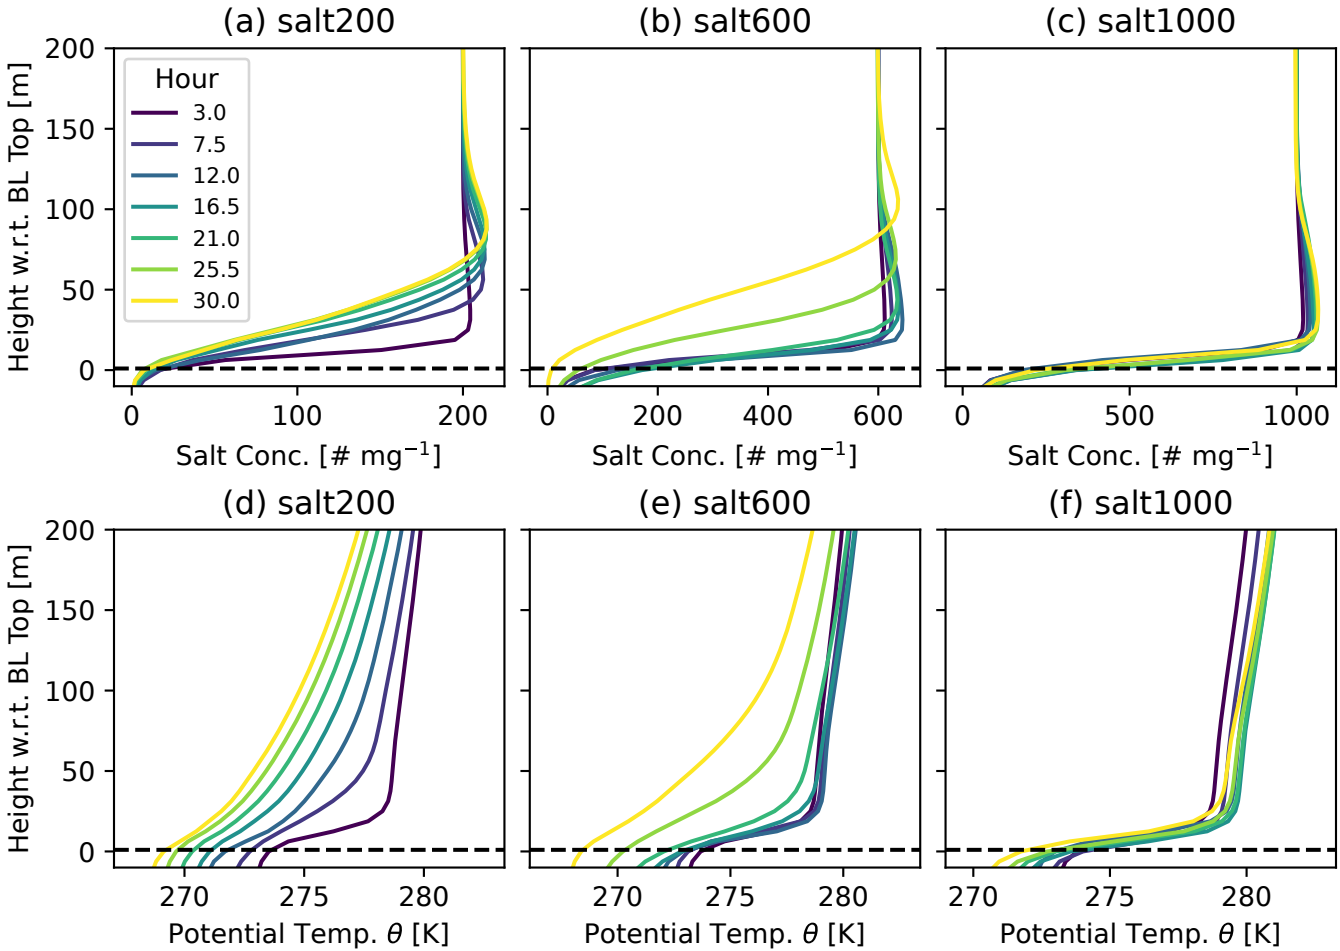 (a) salt200
(b) salt600
(c) salt1000
Height w.r.t. BL Top [m]
200
150
100
50
0
Hour
3.0
7.5
12.0
16.5
21.0
25.5
30.0
0 100 200
0 200 400 600
0 500 1000
Salt Conc. [# mg⁻¹]
Salt Conc. [# mg⁻¹]
Salt Conc. [# mg⁻¹]
(d) salt200
(e) salt600
(f) salt1000
Height w.r.t. BL Top [m]
200
150
100
50
0
270 275 280
270 275 280
270 275 280
Potential Temp. θ [K]
Potential Temp. θ [K]
Potential Temp. θ [K]